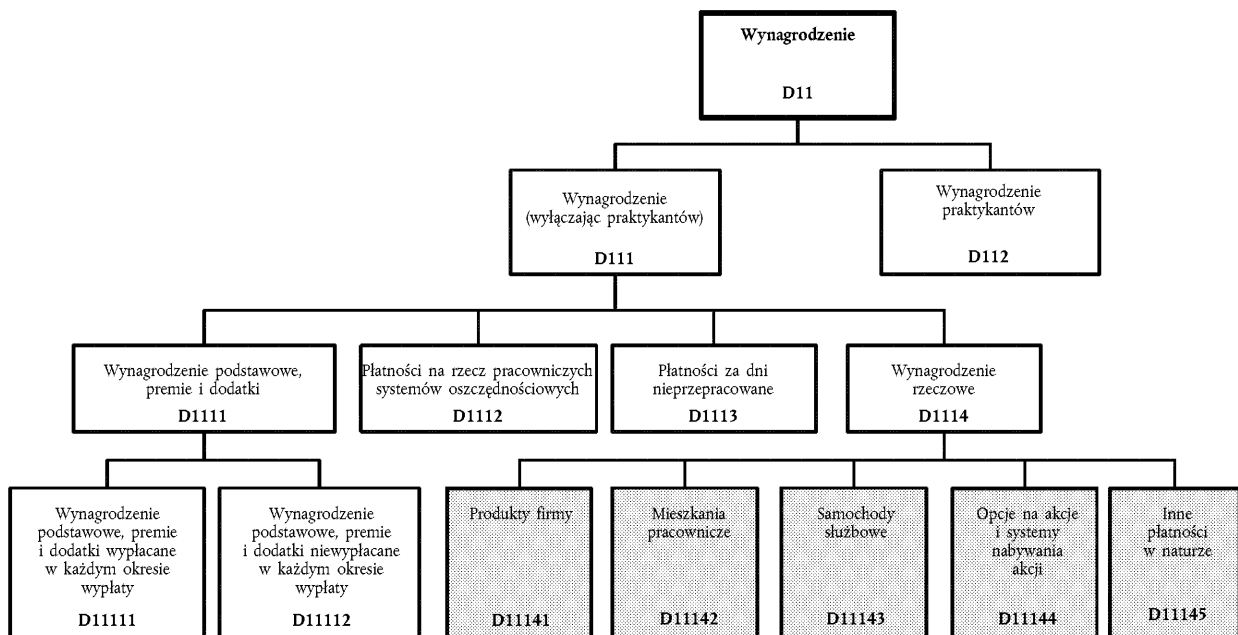 Wynagrodzenie
D11
Wynagrodzenie
(wyłączając praktykantów)
D111
Wynagrodzenie
praktykantów
D112
Wynagrodzenie podstawowe,
premie i dodatki
D1111
Płatności na rzecz pracowniczych
systemów oszczędnościowych
D1112
Płatności za dni
nieprzepracowane
D1113
Wynagrodzenie
rzeczowe
D1114
Wynagrodzenie
podstawowe, premie
i dodatki wypłacane
w każdym okresie
wypłaty
D11111
Wynagrodzenie
podstawowe, premie
i dodatki niewypłacane
w każdym okresie
wypłaty
D11112
Produkty firmy
D11141
Mieszkania
pracownicze
D11142
Samochody
służbowe
D11143
Opcje na akcje
i systemy
nabywania
akcji
D11144
Inne
płatności
w naturze
D11145